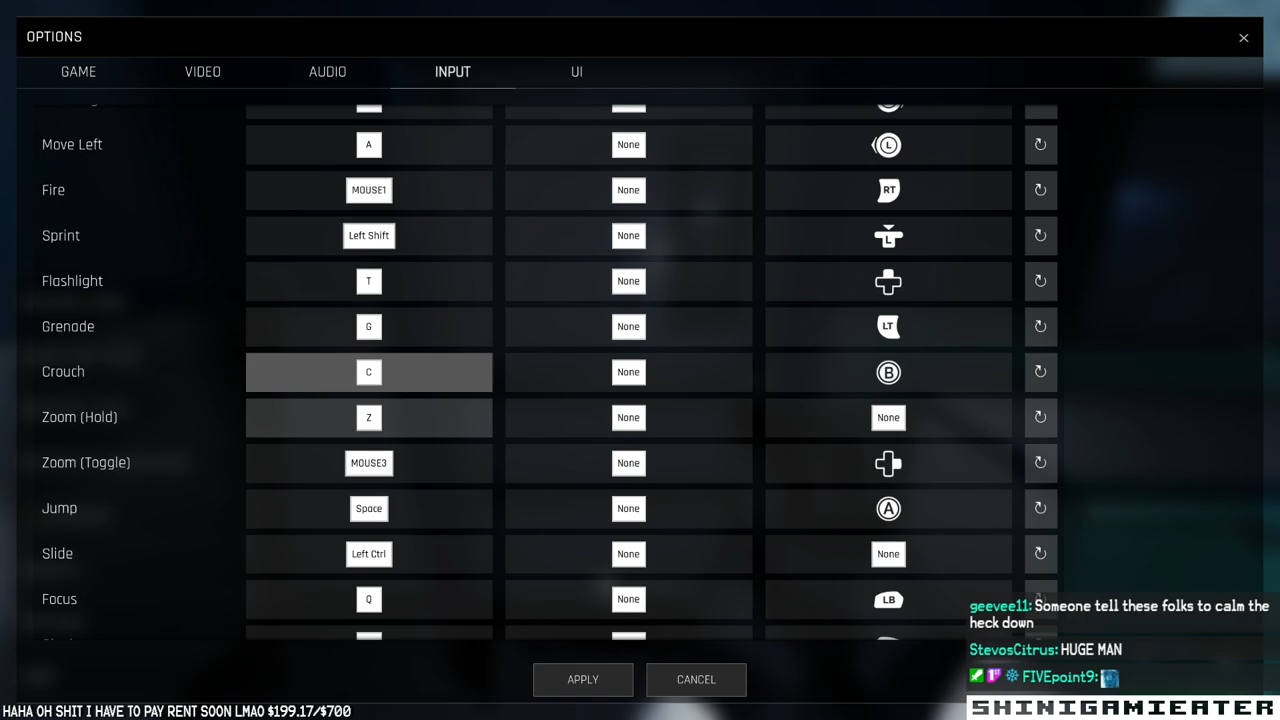 OPTIONS
GAME VIDEO AUDIO INPUT UI
Move Left A None L
Fire MOUSE1 None RT
Sprint Left Shift None L
Flashlight T None
Grenade G None LT
Crouch C None B
Zoom (Hold) Z None None
Zoom (Toggle) MOUSE3 None
Jump Space None A
Slide Left Ctrl None None
Focus Q None LB
geevee11: Someone tell these folks to calm the
heck down
StevosCitrus: HUGE MAN
FIVEpoint9:
APPLY CANCEL
HAHA OH SHIT I HAVE TO PAY RENT SOON LMAO $199.17/$700
SHINIGAMIEATER